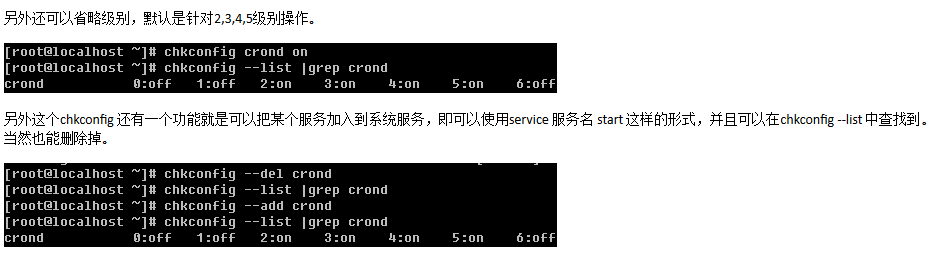 另外还可以省略级别，默认是针对2,3,4,5级别操作。
[root@localhost ~]# chkconfig crond on
[root@localhost ~]# chkconfig --list |grep crond
crond 0:off 1:off 2:on 3:on 4:on 5:on 6:off
另外这个chkconfig 还有一个功能就是可以把某个服务加入到系统服务，即可以使用service 服务名 start 这样的形式，并且可以在chkconfig --list 中查找到。
当然也能删除掉。
[root@localhost ~]# chkconfig --del crond
[root@localhost ~]# chkconfig --list |grep crond
[root@localhost ~]# chkconfig --add crond
[root@localhost ~]# chkconfig --list |grep crond
crond 0:off 1:off 2:on 3:on 4:on 5:on 6:off